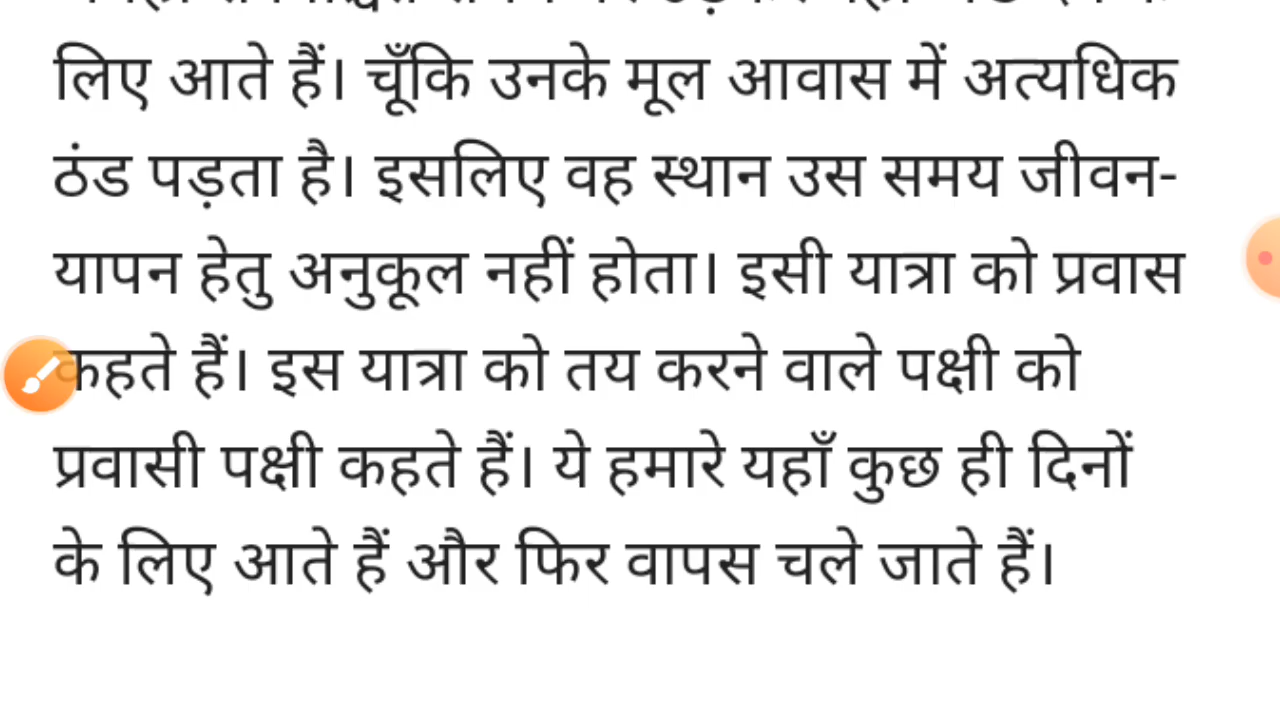 लिए आते हैं। चूँकि उनके मूल आवास में अत्यधिक
ठंड पड़ता है। इसलिए वह स्थान उस समय जीवन-
यापन हेतु अनुकूल नहीं होता। इसी यात्रा को प्रवास
कहते हैं। इस यात्रा को तय करने वाले पक्षी को
प्रवासी पक्षी कहते हैं। ये हमारे यहाँ कुछ ही दिनों
के लिए आते हैं और फिर वापस चले जाते हैं।